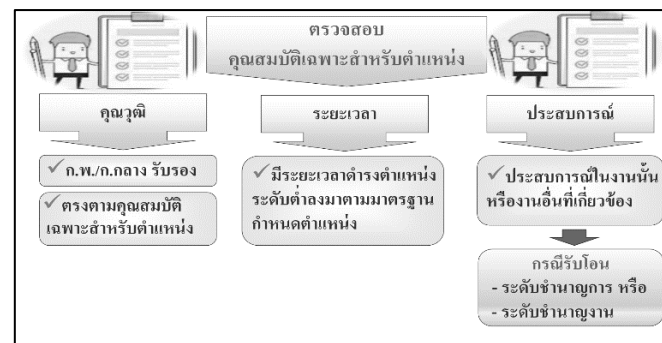 ตรวจสอบ
คุณสมบัติเฉพาะสำหรับตำแหน่ง
คุณวุฒิ
✓ ก.พ./ก.กลาง รับรอง
✓ ตรงตามคุณสมบัติ
เฉพาะสำหรับตำแหน่ง
ระยะเวลา
✓ มีระยะเวลาดำรงตำแหน่ง
ระดับต่ำลงมาตามมาตรฐาน
กำหนดตำแหน่ง
ประสบการณ์
✓ ประสบการณ์ในงานนั้น
หรืองานอื่นที่เกี่ยวข้อง
กรณีรับโอน
- ระดับชำนาญการ หรือ
- ระดับชำนาญงาน